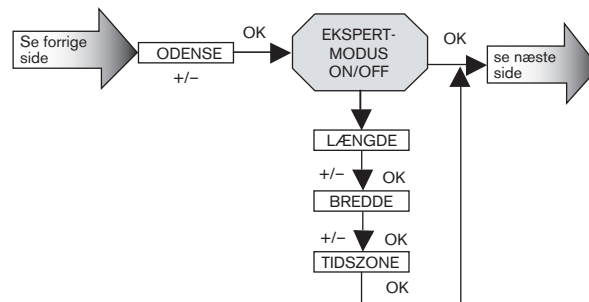 Se forrige
side
ODENSE
+/–
OK
EKSPERT-
MODUS
ON/OFF
OK
se næste
side
LÆNGDE
+/– OK
BREDDE
+/– OK
TIDSZONE
OK